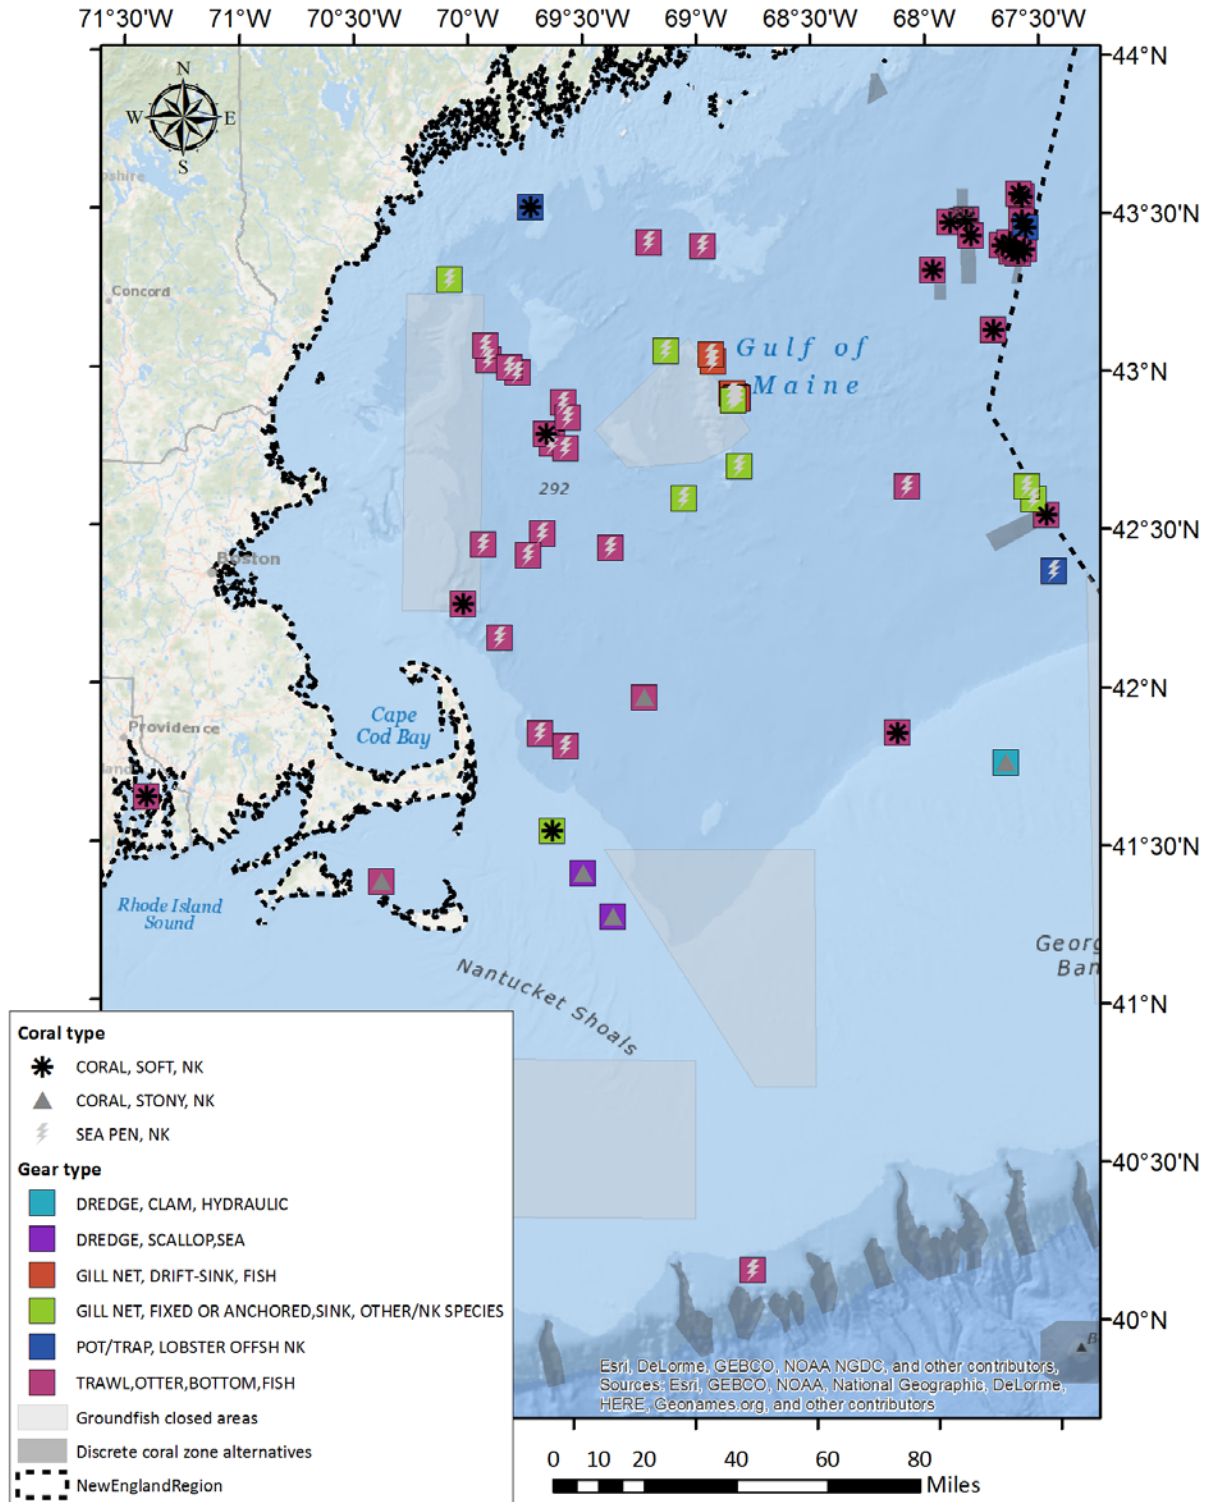 71°30'W 71°W 70°30'W 70°W 69°30'W 69°W 68°30'W 68°W 67°30'W
44°N
N
W E
S
43°30'N
Concord
Gulf of
Maine
43°N
292
42°30'N
Boston
42°N
Cape
Cod Bay
Providence
41°30'N
Rhode Island
Sound
Georg
Ban
Nantucket Shoals
41°N
Coral type
CORAL, SOFT, NK
CORAL, STONY, NK
SEA PEN, NK
40°30'N
Gear type
DREDGE, CLAM, HYDRAULIC
DREDGE, SCALLOP,SEA
GILL NET, DRIFT-SINK, FISH
GILL NET, FIXED OR ANCHORED,SINK, OTHER/NK SPECIES
40°N
POT/TRAP, LOBSTER OFFSH NK
B
TRAWL,OTTER,BOTTOM,FISH
Esri, DeLorme, GEBCO, NOAA NGDC, and other contributors,
Sources: Esri, GEBCO, NOAA, National Geographic, DeLorme,
HERE, Geonames.org, and other contributors
Groundfish closed areas
Discrete coral zone alternatives
NewEnglandRegion
0 10 20 40 60 80
Miles